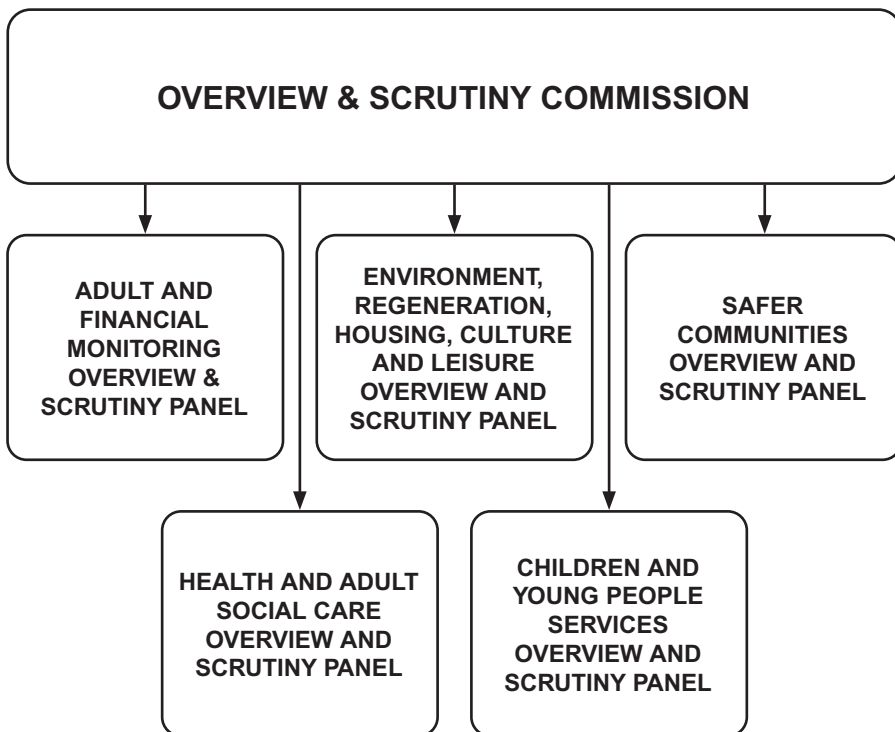 OVERVIEW & SCRUTINY COMMISSION
ADULT AND
FINANCIAL
MONITORING
OVERVIEW &
SCRUTINY PANEL
ENVIRONMENT,
REGENERATION,
HOUSING, CULTURE
AND LEISURE
OVERVIEW AND
SCRUTINY PANEL
SAFER
COMMUNITIES
OVERVIEW AND
SCRUTINY PANEL
HEALTH AND ADULT
SOCIAL CARE
OVERVIEW AND
SCRUTINY PANEL
CHILDREN AND
YOUNG PEOPLE
SERVICES
OVERVIEW AND
SCRUTINY PANEL